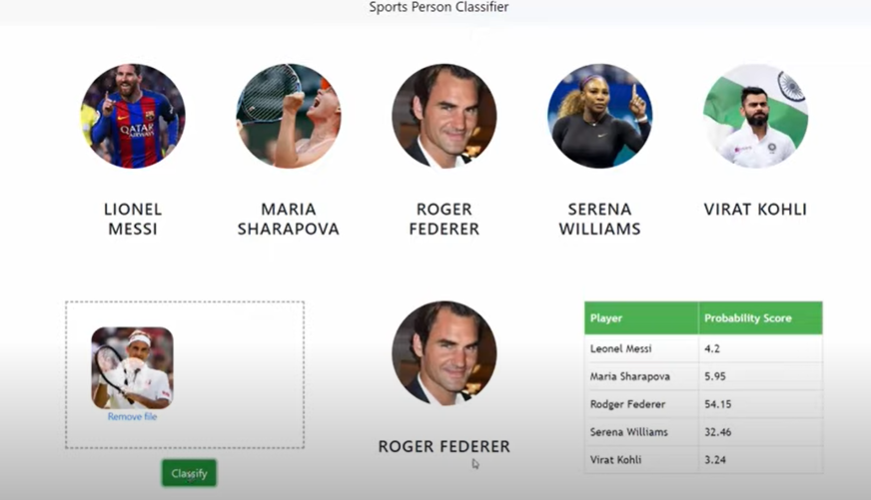 Sports Person Classifier
QATAR
AIRWAYS
LIONEL
MESSI
MARIA
SHARAPOVA
ROGER
FEDERER
SERENA
WILLIAMS
VIRAT KOHLI
Remove file
Classify
ROGER FEDERER
Player Probability Score
Leonel Messi 4.2
Maria Sharapova 5.95
Rodger Federer 54.15
Serena Williams 32.46
Virat Kohli 3.24